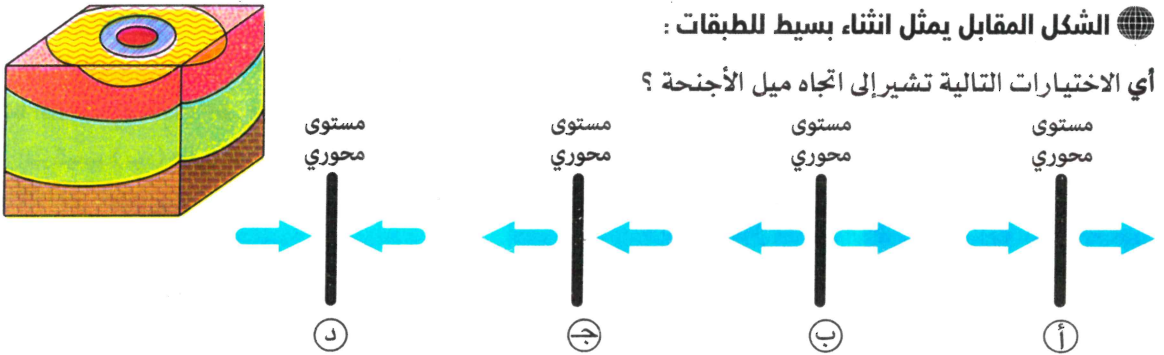 الشكل المقابل يمثل انثناء بسيط للطبقات :
أي الاختيارات التالية تشير إلى اتجاه ميل الأجنحة ؟
مستوى محوري
مستوى محوري
مستوى محوري
مستوى محوري
أ
ب
جـ
د